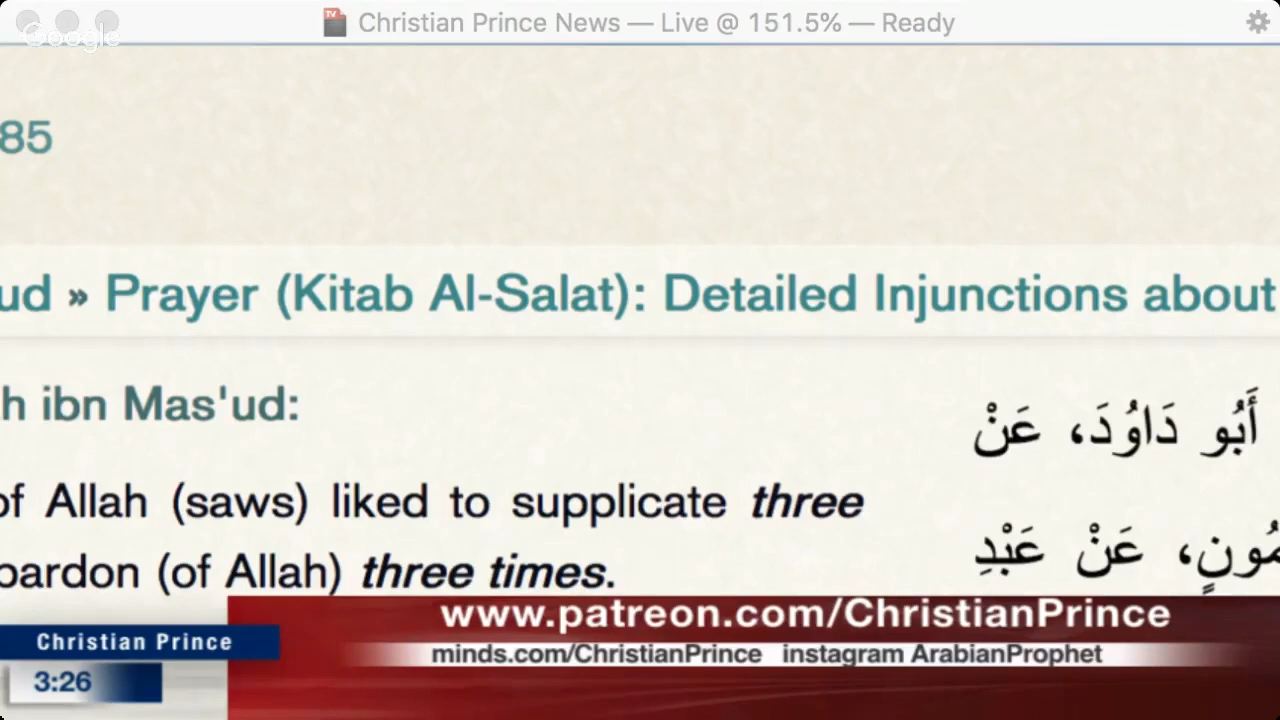 Christian Prince News — Live @ 151.5% — Ready
Google
85
ud » Prayer (Kitab Al-Salat): Detailed Injunctions about
h ibn Mas'ud:
أَبُو دَاوُدَ، عَنْ
of Allah (saws) liked to supplicate three
مُونٍ، عَنْ عَبْدِ
pardon (of Allah) three times.
www.patreon.com/ChristianPrince
Christian Prince
minds.com/ChristianPrince instagram ArabianProphet
3:26